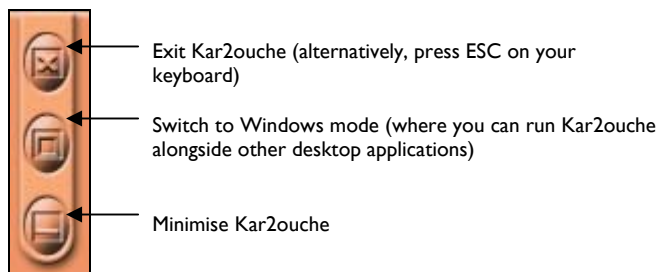 Exit Kar2ouche (alternatively, press ESC on your
keyboard)
Switch to Windows mode (where you can run Kar2ouche
alongside other desktop applications)
Minimise Kar2ouche